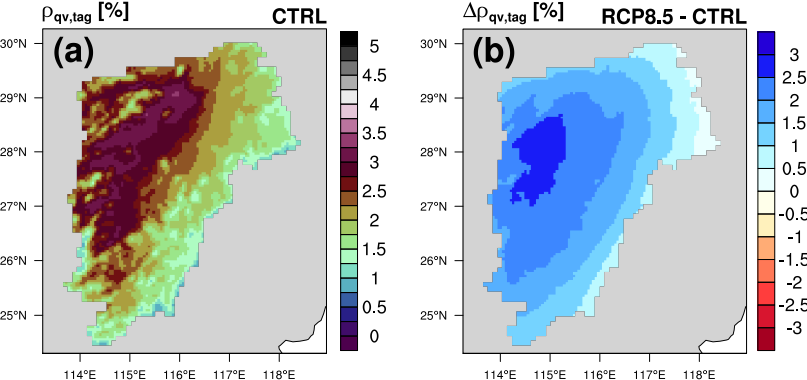 ρqv,tag [%] CTRL
(a)
30°N
29°N
28°N
27°N
26°N
25°N
114°E 115°E 116°E 117°E 118°E
5
4.5
4
3.5
3
2.5
2
1.5
1
0.5
0
Δρqv,tag [%] RCP8.5 - CTRL
(b)
30°N
29°N
28°N
27°N
26°N
25°N
114°E 115°E 116°E 117°E 118°E
3
2.5
2
1.5
1
0.5
0
-0.5
-1
-1.5
-2
-2.5
-3